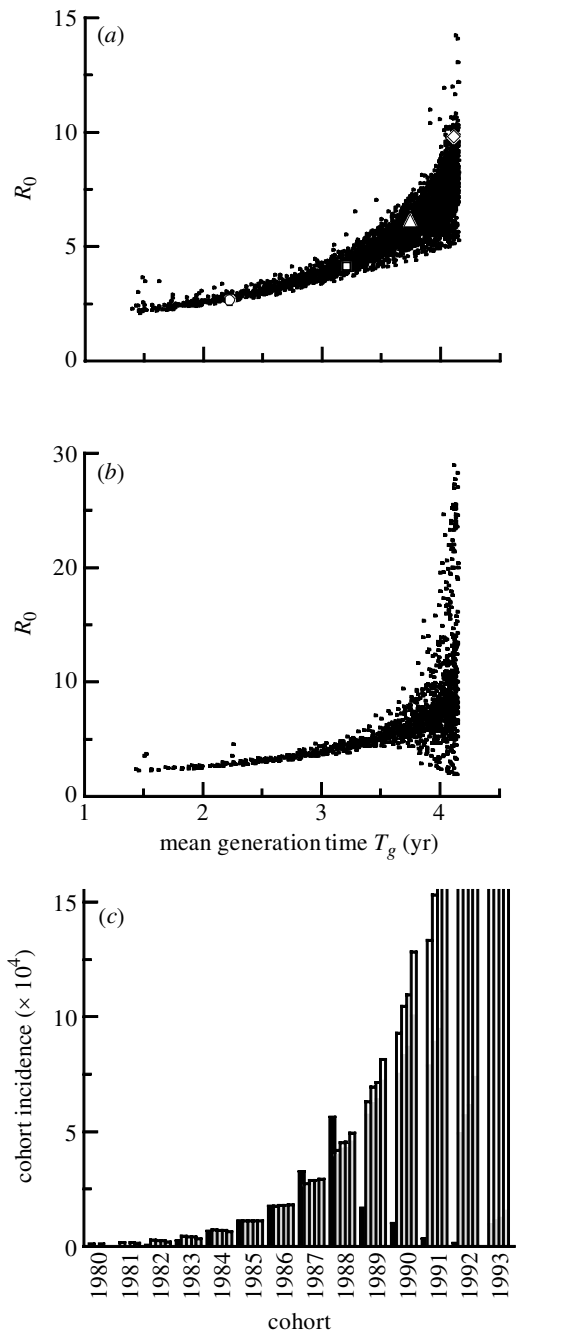 15
(a)
10
R0
5
0
30
(b)
20
R0
10
0
1 2 3 4
mean generation time Tg (yr)
15
(c)
10
cohort incidence (× 10^4)
5
0
1980 1981 1982 1983 1984 1985 1986 1987 1988 1989 1990 1991 1992 1993
cohort